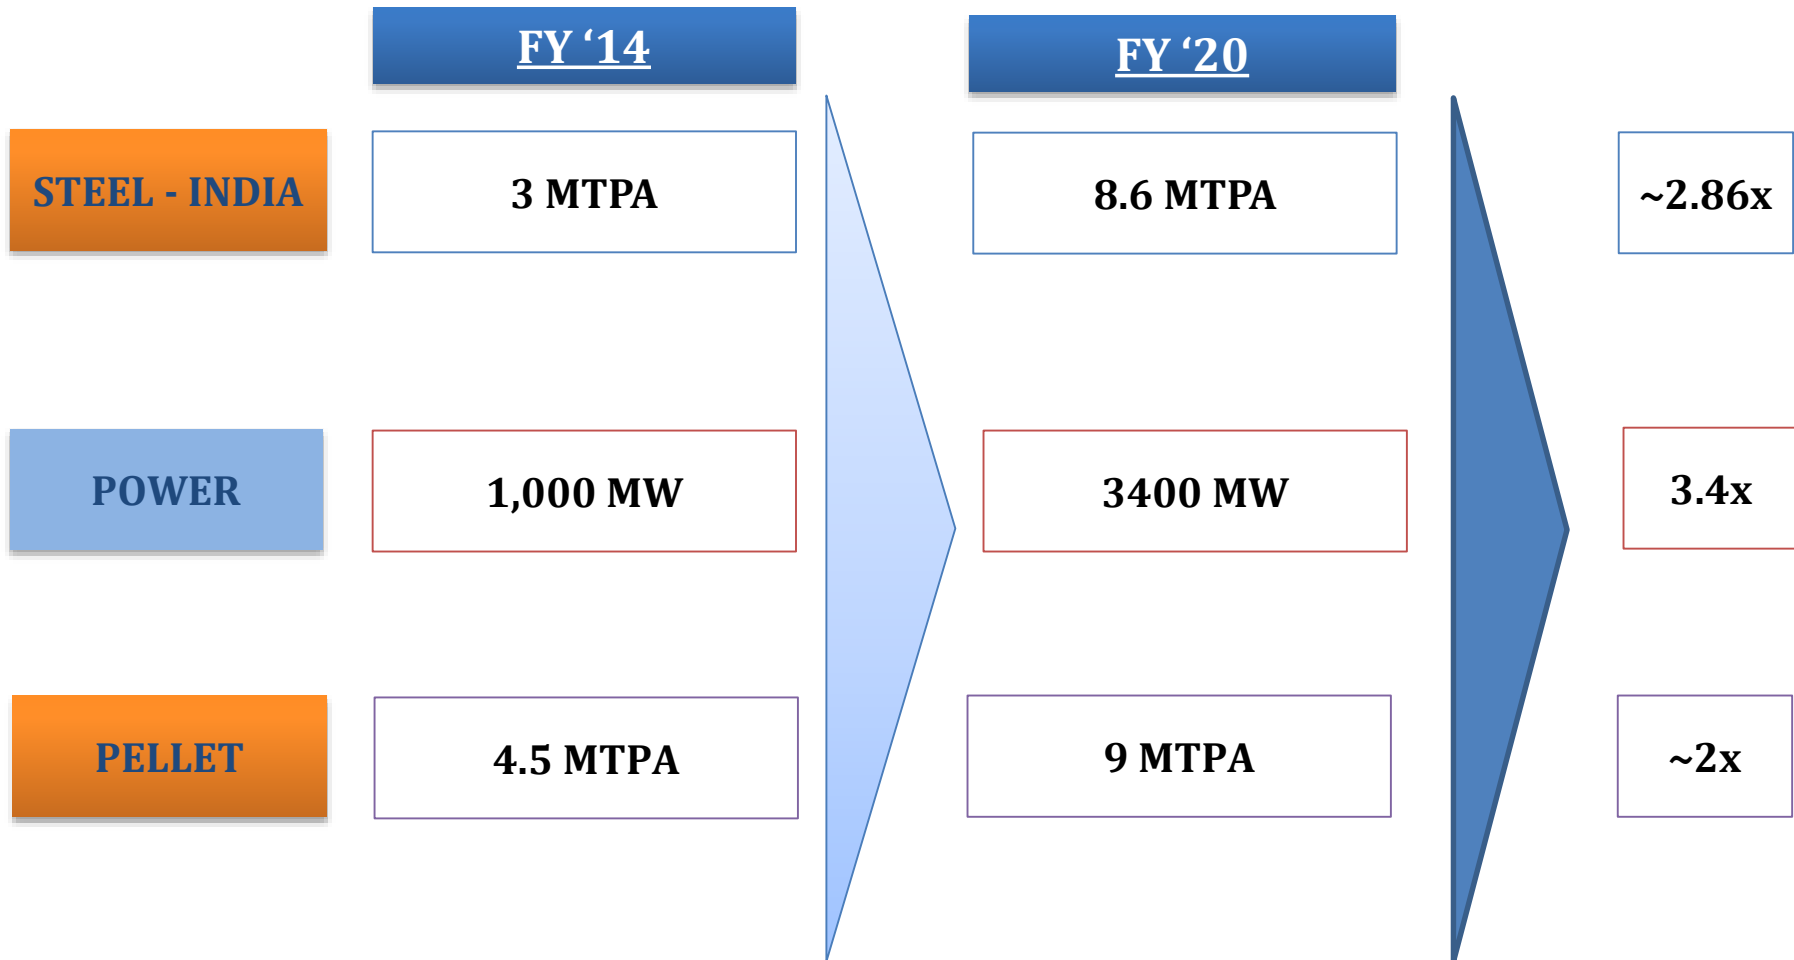 FY ‘14
FY ‘20
STEEL - INDIA
3 MTPA
8.6 MTPA
~2.86x
POWER
1,000 MW
3400 MW
3.4x
PELLET
4.5 MTPA
9 MTPA
~2x